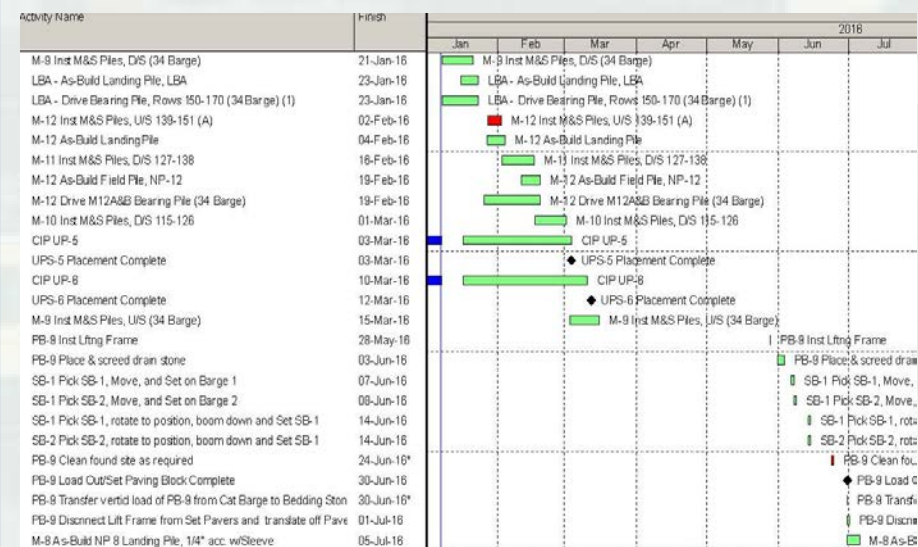 Activity Name Finish
2016
Jan Feb Mar Apr May Jun Jul
M-9 Inst M&S Piles, D/S (34 Barge) 21-Jan-16 M-9 Inst M&S Piles, D/S (34 Barge)
LBA - As-Build Landing Pile, LBA 23-Jan-16 LBA - As-Build Landing Pile, LBA
LBA - Drive Bearing Pile, Rows 150-170 (34 Barge) (1) 23-Jan-16 LBA - Drive Bearing Pile, Rows 150-170 (34 Barge) (1)
M-12 Inst M&S Piles, U/S 139-151 (A) 02-Feb-16 M-12 Inst M&S Piles, U/S 139-151 (A)
M-12 As-Build Landing Pile 04-Feb-16 M-12 As-Build Landing Pile
M-11 Inst M&S Piles, D/S 127-138 16-Feb-16 M-11 Inst M&S Piles, D/S 127-138
M-12 As-Build Field Pile, NP-12 19-Feb-16 M-12 As-Build Field Pile, NP-12
M-12 Drive M12A&B Bearing Pile (34 Barge) 19-Feb-16 M-12 Drive M12A&B Bearing Pile (34 Barge)
M-10 Inst M&S Piles, D/S 115-126 01-Mar-16 M-10 Inst M&S Piles, D/S 115-126
CIP UP-5 03-Mar-16 CIP UP-5
UPS-5 Placement Complete 03-Mar-16 UPS-5 Placement Complete
CIP UP-6 10-Mar-16 CIP UP-6
UPS-6 Placement Complete 12-Mar-16 UPS-6 Placement Complete
M-9 Inst M&S Piles, U/S (34 Barge) 15-Mar-16 M-9 Inst M&S Piles, U/S (34 Barge)
PB-9 Inst Lftng Frame 28-May-16 PB-9 Inst Lftng Frame
PB-9 Place & screed drain stone 03-Jun-16 PB-9 Place & screed drain
SB-1 Pick SB-1, Move, and Set on Barge 1 07-Jun-16 SB-1 Pick SB-1, Move,
SB-1 Pick SB-2, Move, and Set on Barge 2 08-Jun-16 SB-1 Pick SB-2, Move,
SB-1 Pick SB-1, rotate to position, boom down and Set SB-1 14-Jun-16 SB-1 Pick SB-1, rota
SB-2 Pick SB-2, rotate to position, boom down and Set SB-1 14-Jun-16 SB-2 Pick SB-2, rota
PB-9 Clean found site as required 24-Jun-16* PB-9 Clean fou
PB-9 Load Out/Set Paving Block Complete 30-Jun-16 PB-9 Load
PB-9 Transfer vertid load of PB-9 from Cat Barge to Bedding Ston 30-Jun-16* PB-9 Transf
PB-9 Discnnect Lift Frame from Set Pavers and translate off Pave 01-Jul-16 PB-9 Discnn
M-8 As-Build NP 8 Landing Pile, 1/4" acc. w/Sleeve 05-Jul-16 M-8 As-B